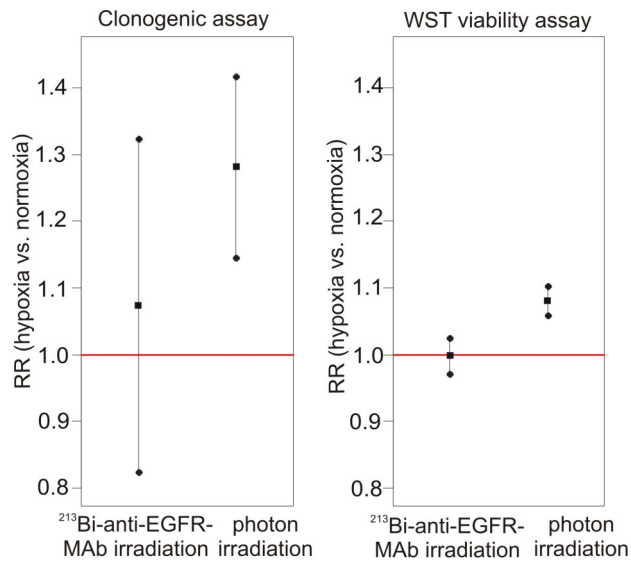 Clonogenic assay
RR (hypoxia vs. normoxia)
1.4
1.3
1.2
1.1
1.0
0.9
0.8
²¹³Bi-anti-EGFR-
MAb irradiation
photon
irradiation
WST viability assay
RR (hypoxia vs. normoxia)
1.4
1.3
1.2
1.1
1.0
0.9
0.8
²¹³Bi-anti-EGFR-
MAb irradiation
photon
irradiation